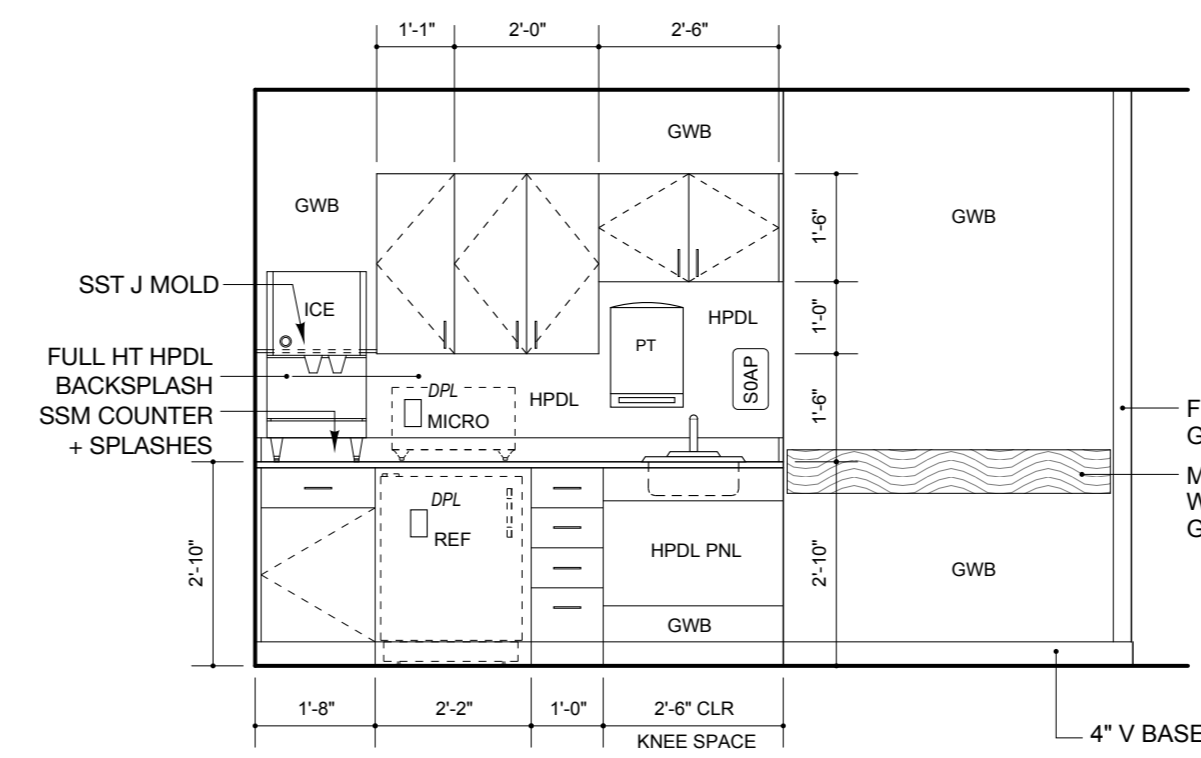 1'-1"
2'-0"
2'-6"
GWB
GWB
GWB
1'-6"
SST J MOLD
ICE
HPDL
1'-0"
PT
FULL HT HPDL
BACKSPLASH
S0AP
DPL
MICRO
HPDL
1'-6"
SSM COUNTER
+ SPLASHES
F
G
M
W
G
DPL
REF
2'-10"
HPDL PNL
2'-10"
GWB
GWB
1'-8"
2'-2"
1'-0"
2'-6" CLR
KNEE SPACE
4" V BASE